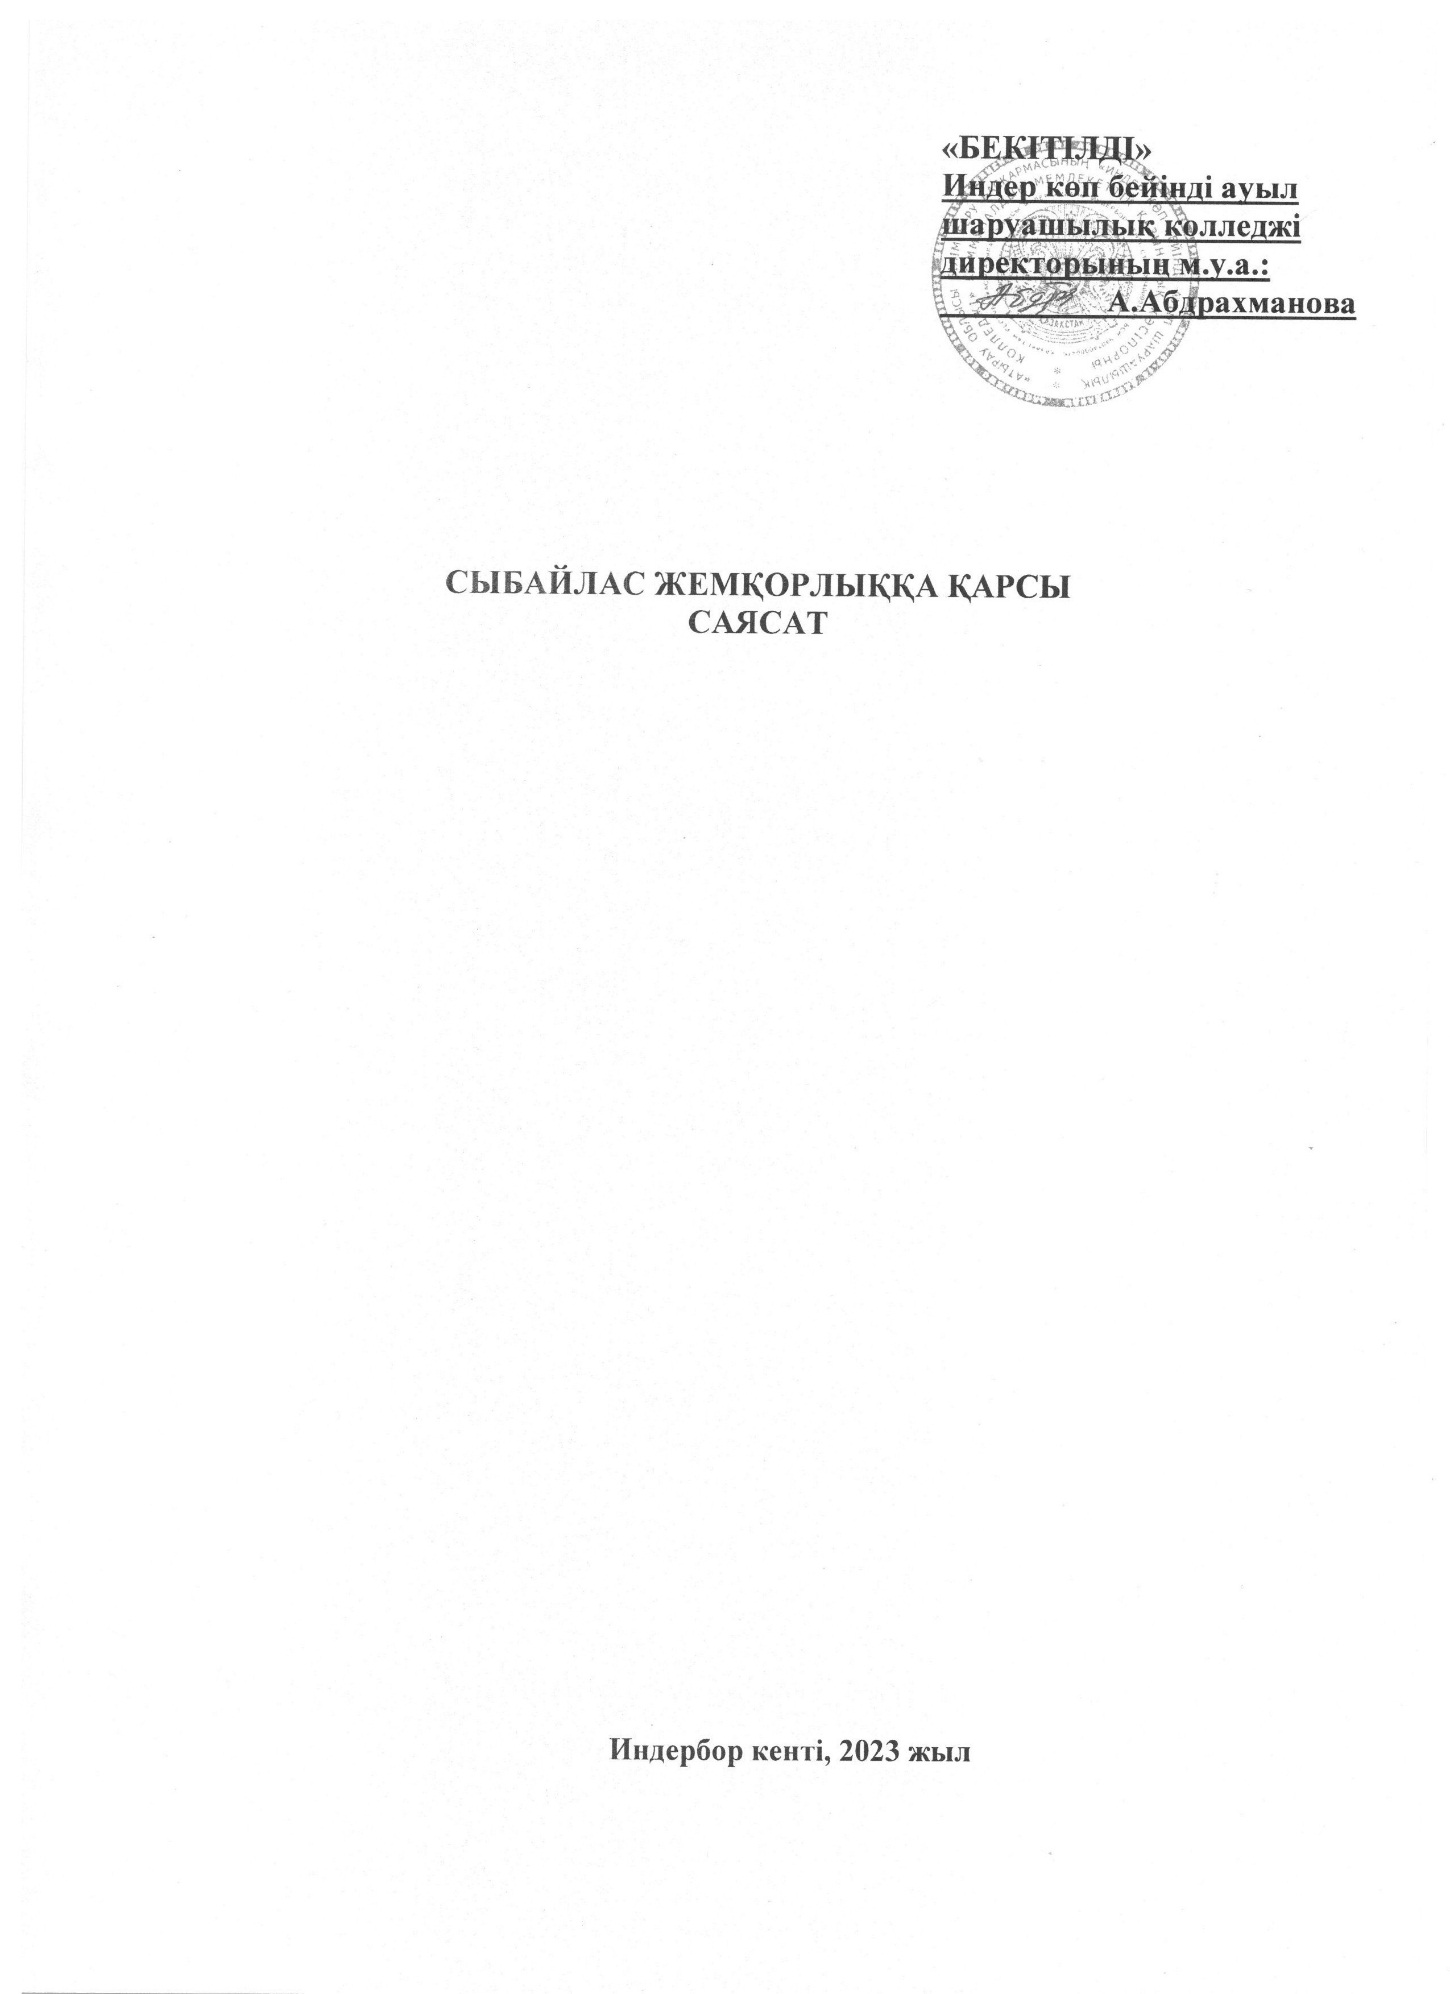 «БЕКІТІЛДІ»
Индер көп бейінді ауыл
шаруашылық колледжі
директорының м.у.а.:
А.Абдрахманова
СЫБАЙЛАС ЖЕМҚОРЛЫҚҚА ҚАРСЫ
САЯСАТ
Индербор кенті, 2023 жыл